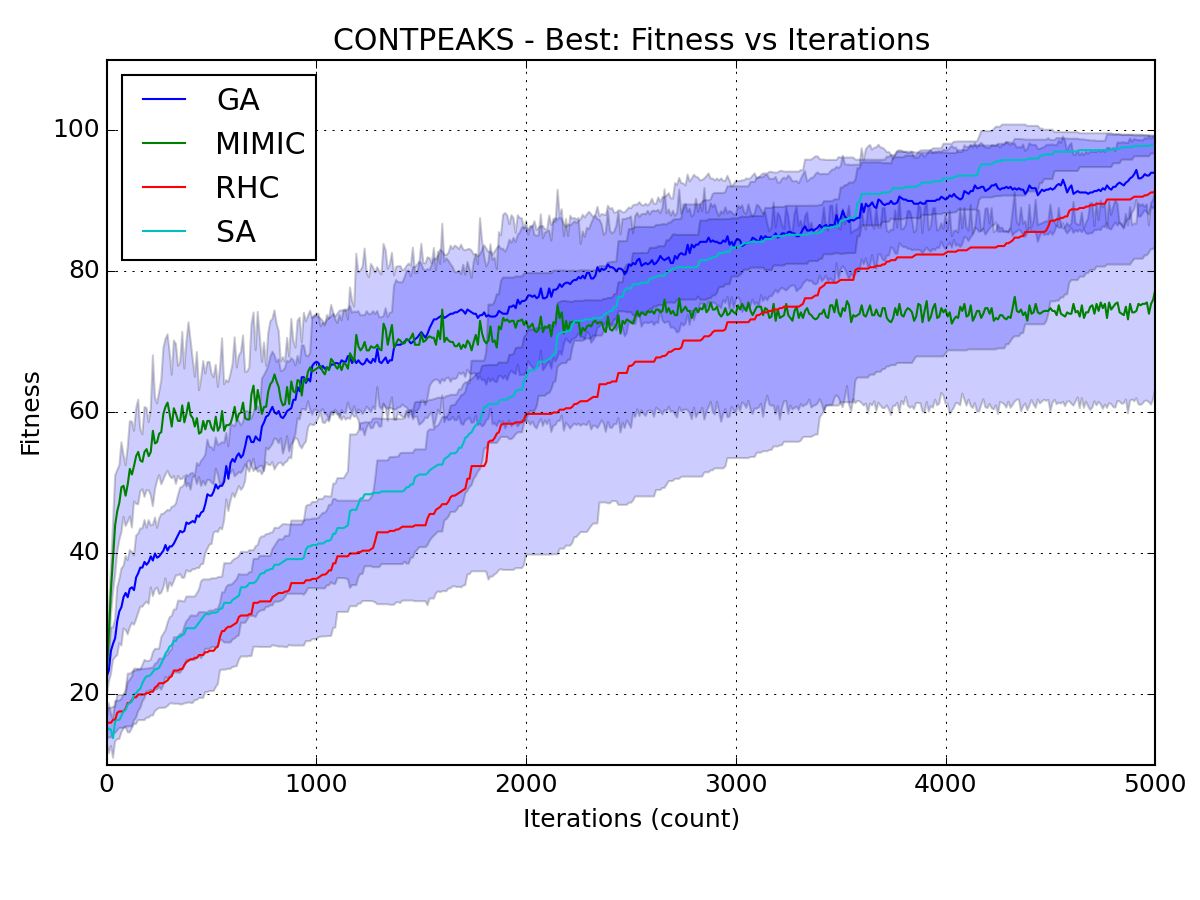 CONTPEAKS - Best: Fitness vs Iterations
GA
MIMIC
RHC
SA
Fitness
100
80
60
40
20
0 1000 2000 3000 4000 5000
Iterations (count)